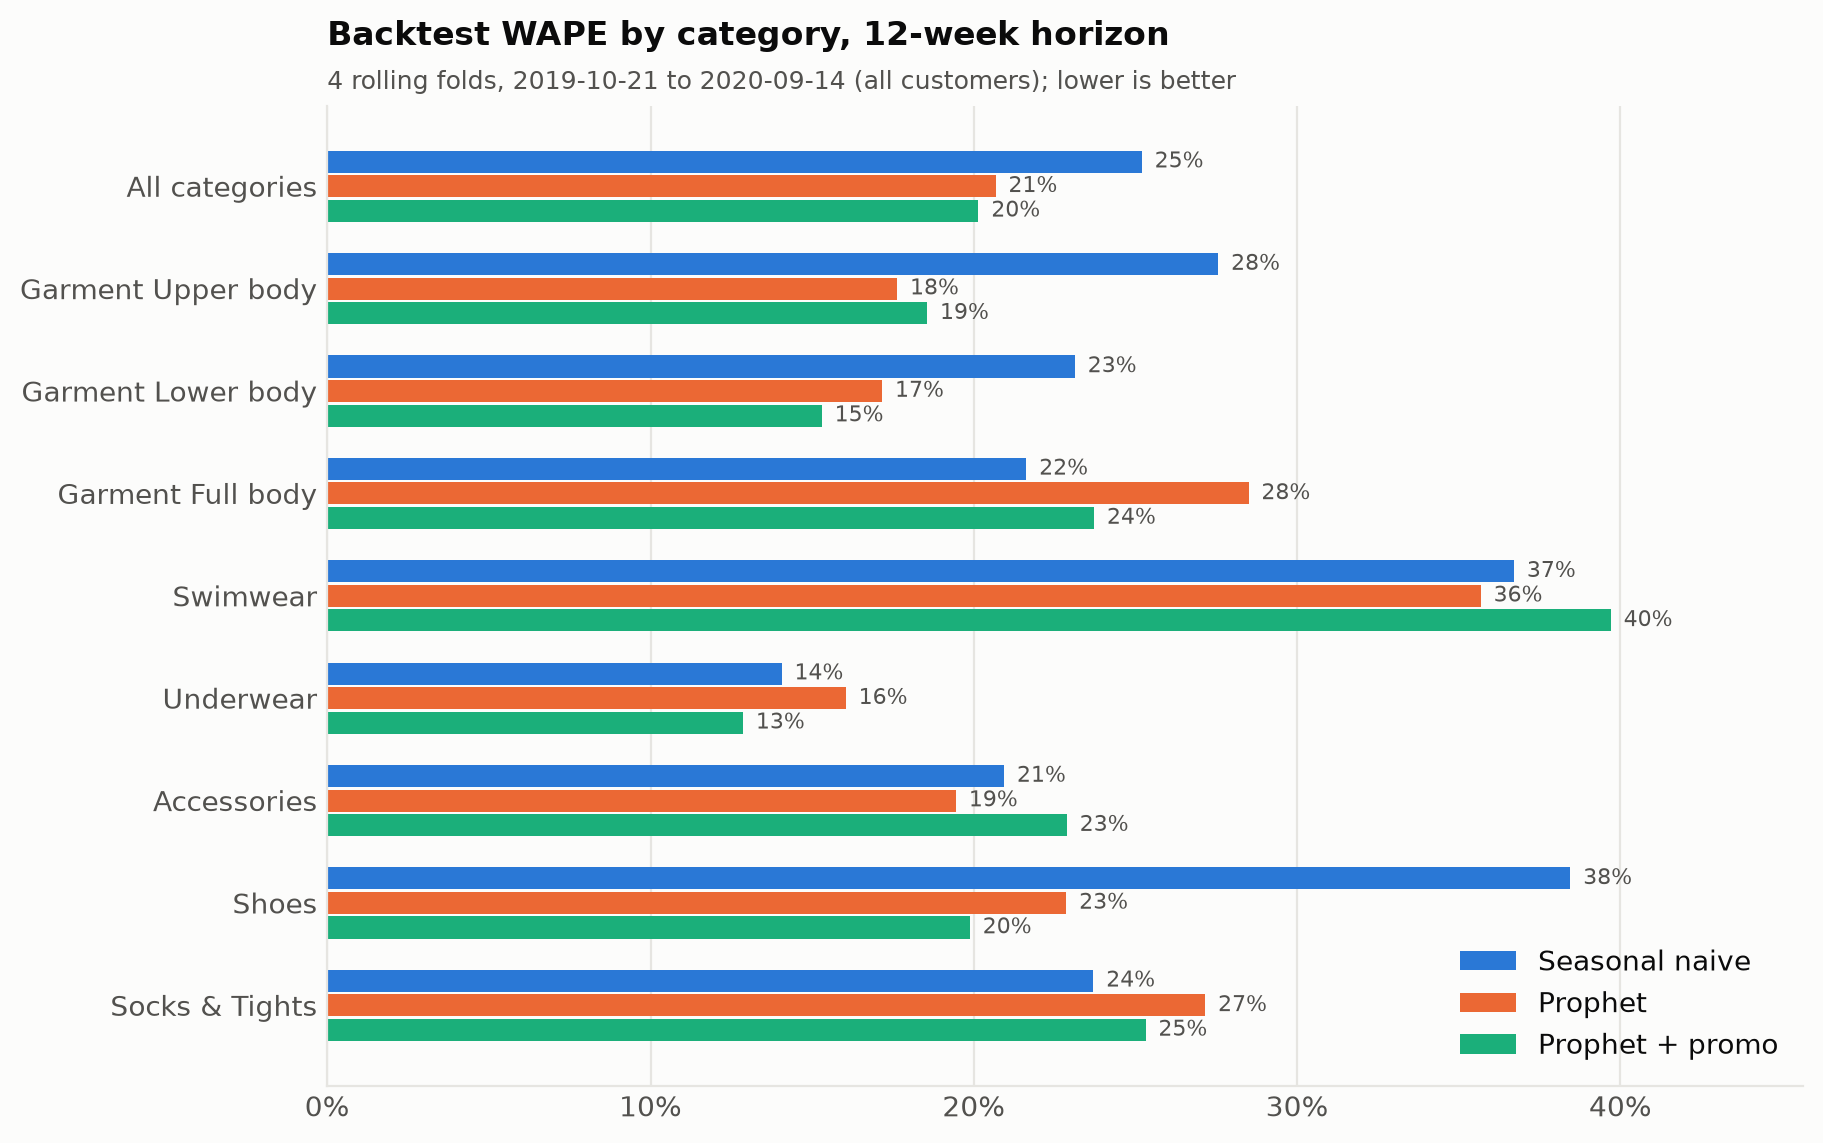 Backtest WAPE by category, 12-week horizon
4 rolling folds, 2019-10-21 to 2020-09-14 (all customers); lower is better
All categories
25%
21%
20%
Garment Upper body
28%
18%
19%
Garment Lower body
23%
17%
15%
Garment Full body
22%
28%
24%
Swimwear
37%
36%
40%
Underwear
14%
16%
13%
Accessories
21%
19%
23%
Shoes
38%
23%
20%
Socks & Tights
24%
27%
25%
Seasonal naive
Prophet
Prophet + promo
0% 10% 20% 30% 40%